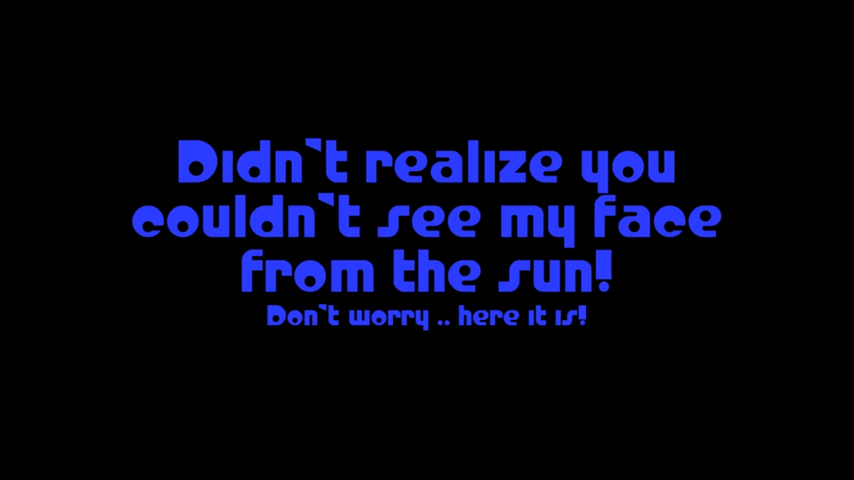 Didn't realize you
couldn't see my face
from the sun!
Don't worry .. here it is!